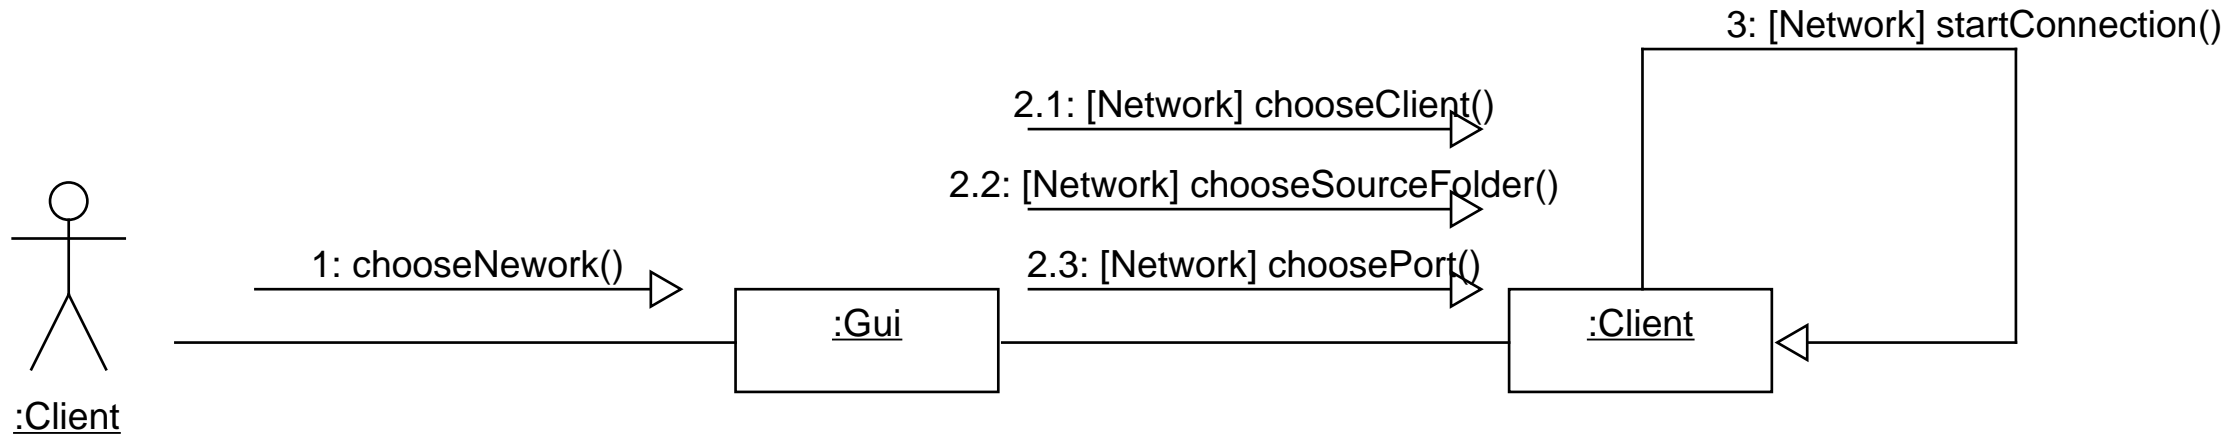 3: [Network] startConnection()
2.1: [Network] chooseClient()
2.2: [Network] chooseSourceFolder()
1: chooseNework()
2.3: [Network] choosePort()
:Gui
:Client
:Client